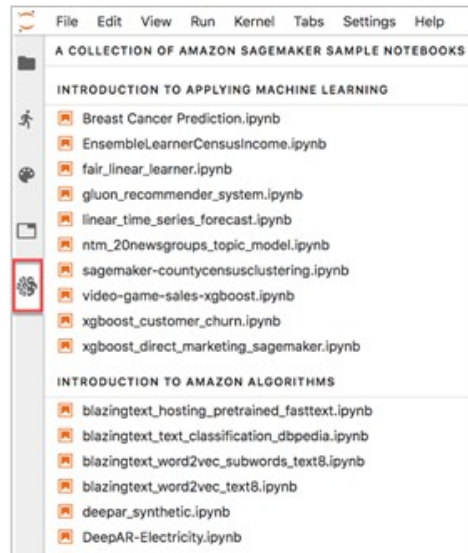 File Edit View Run Kernel Tabs Settings Help
A COLLECTION OF AMAZON SAGEMAKER SAMPLE NOTEBOOKS
INTRODUCTION TO APPLYING MACHINE LEARNING
Breast Cancer Prediction.ipynb
EnsembleLearnerCensusIncome.ipynb
fair_linear_learner.ipynb
gluon_recommender_system.ipynb
linear_time_series_forecast.ipynb
ntm_20newsgroups_topic_model.ipynb
sagemaker-countycensusclustering.ipynb
video-game-sales-xgboost.ipynb
xgboost_customer_churn.ipynb
xgboost_direct_marketing_sagemaker.ipynb
INTRODUCTION TO AMAZON ALGORITHMS
blazingtext_hosting_pretrained_fasttext.ipynb
blazingtext_text_classification_dbpedia.ipynb
blazingtext_word2vec_subwords_text8.ipynb
blazingtext_word2vec_text8.ipynb
deepar_synthetic.ipynb
DeepAR-Electricity.ipynb